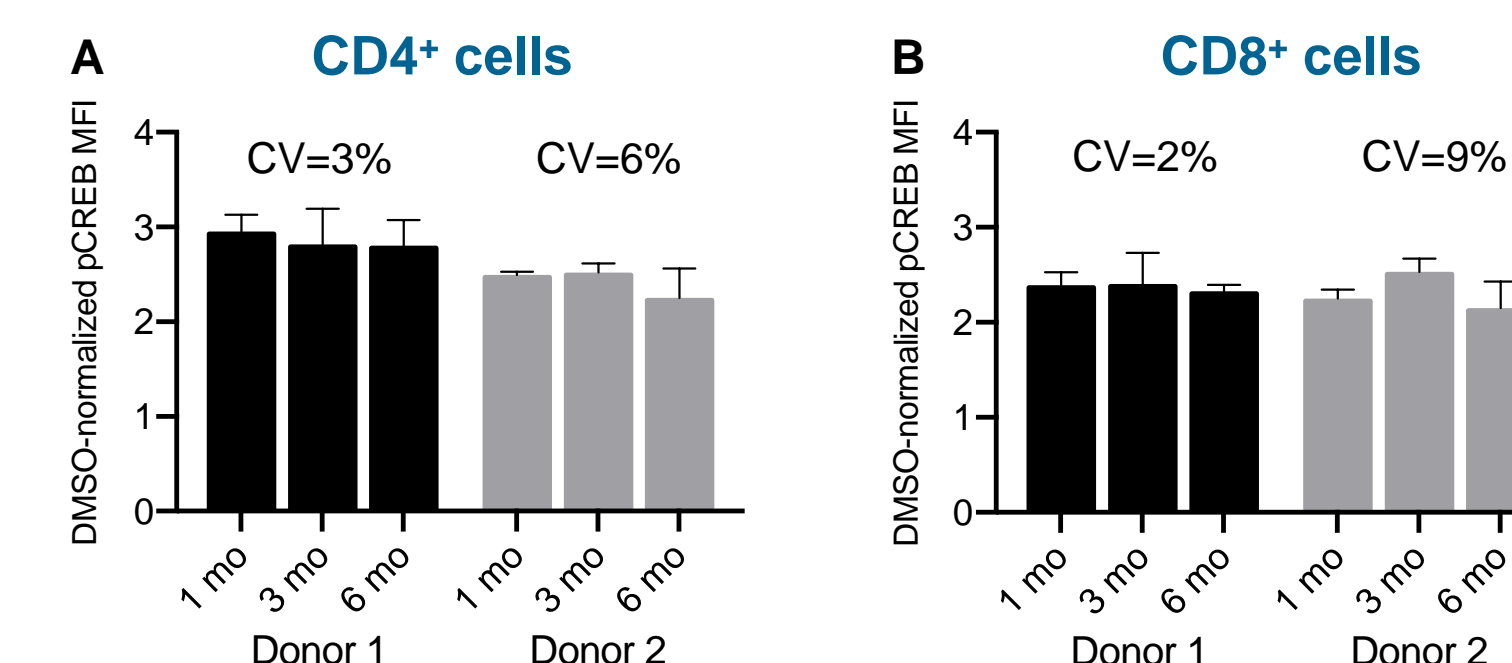 A
CD4⁺ cells
DMSO-normalized pCREB MFI
4
3
2
1
0
CV=3%
CV=6%
1 mo
3 mo
6 mo
1 mo
3 mo
6 mo
Donor 1
Donor 2
B
CD8⁺ cells
DMSO-normalized pCREB MFI
4
3
2
1
0
CV=2%
CV=9%
1 mo
3 mo
6 mo
1 mo
3 mo
6 mo
Donor 1
Donor 2